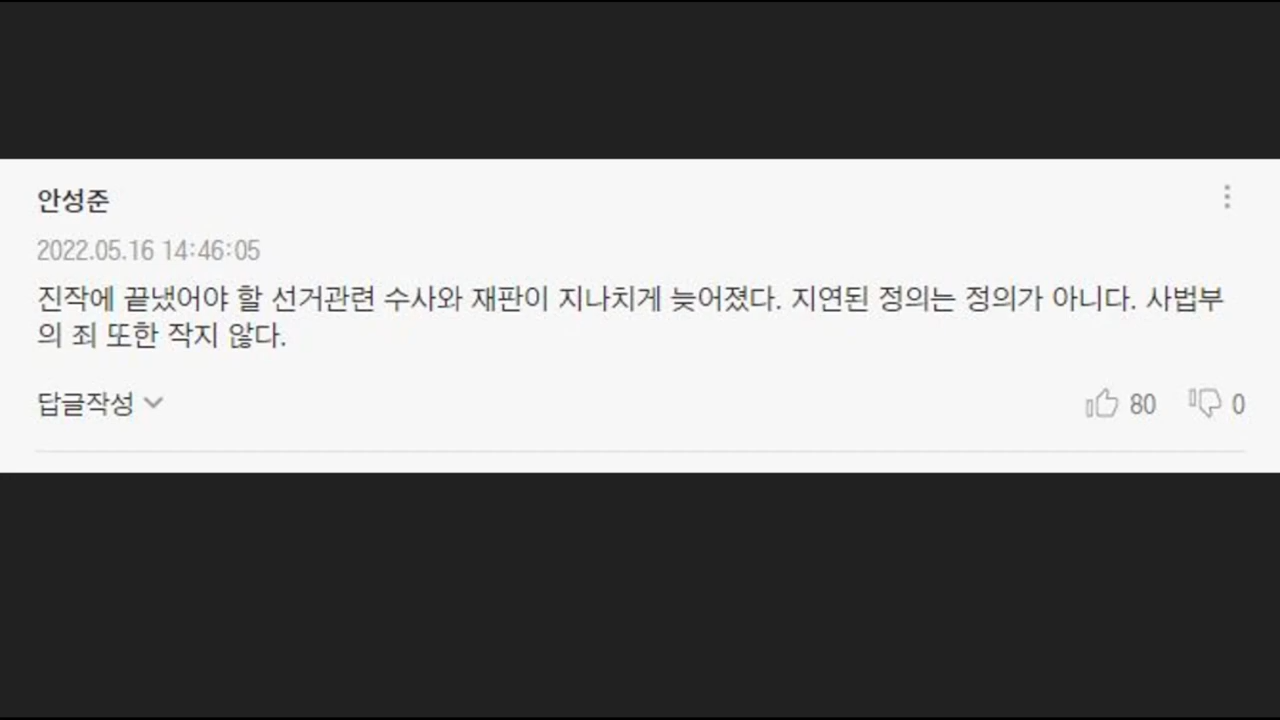 안성준
2022.05.16 14:46:05
진작에 끝냈어야 할 선거관련 수사와 재판이 지나치게 늦어졌다. 지연된 정의는 정의가 아니다. 사법부
의 죄 또한 작지 않다.
답글작성
80 0